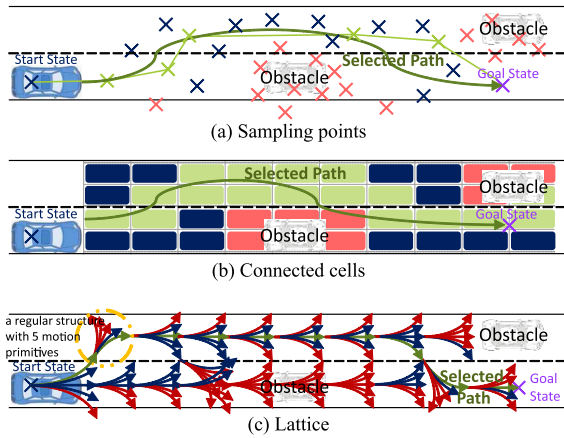 Start State
Obstacle
Selected Path
Obstacle
Goal State
(a) Sampling points
Selected Path
Start State
Obstacle
Goal State
Obstacle
(b) Connected cells
a regular structure
with 5 motion
primitives
Start State
Obstacle
Obstacle
Selected
Path
Goal
State
(c) Lattice